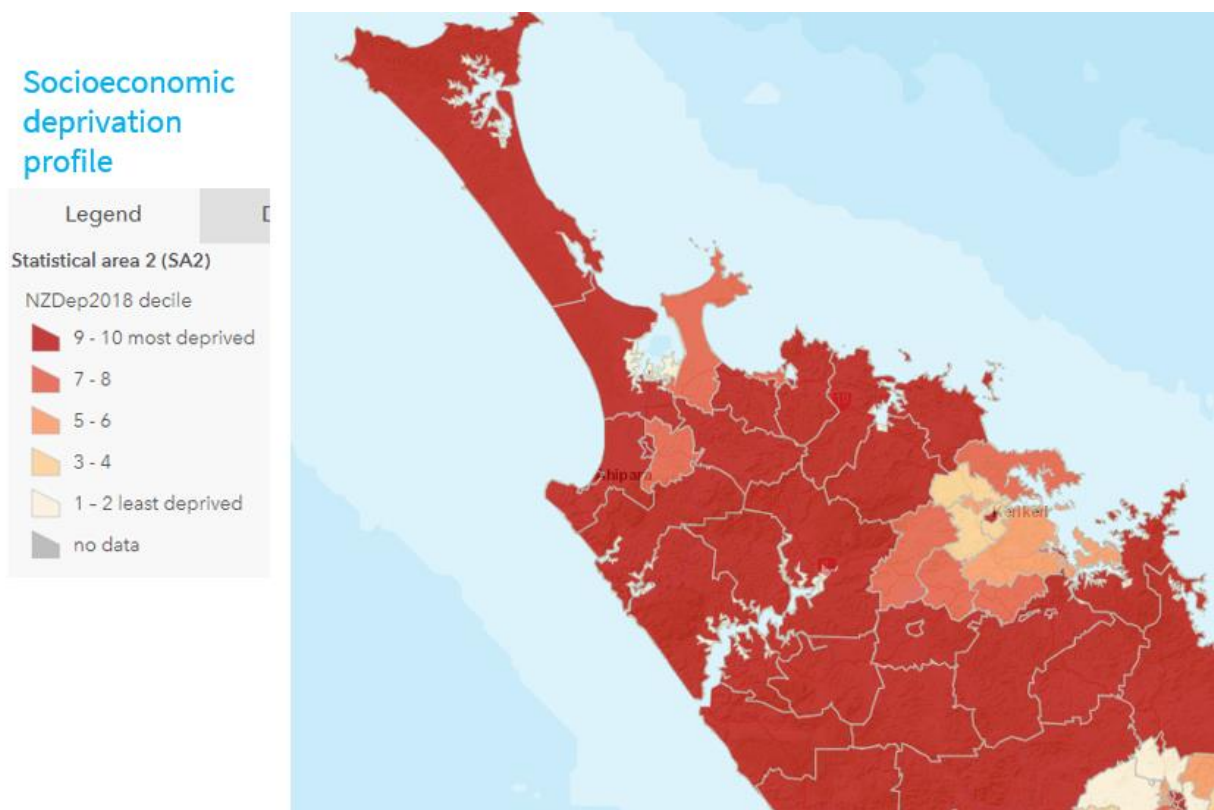 Socioeconomic
deprivation
profile
Legend
Statistical area 2 (SA2)
NZDep2018 decile
9 - 10 most deprived
7 - 8
5 - 6
3 - 4
1 - 2 least deprived
no data
Ahipara
Kerikeri